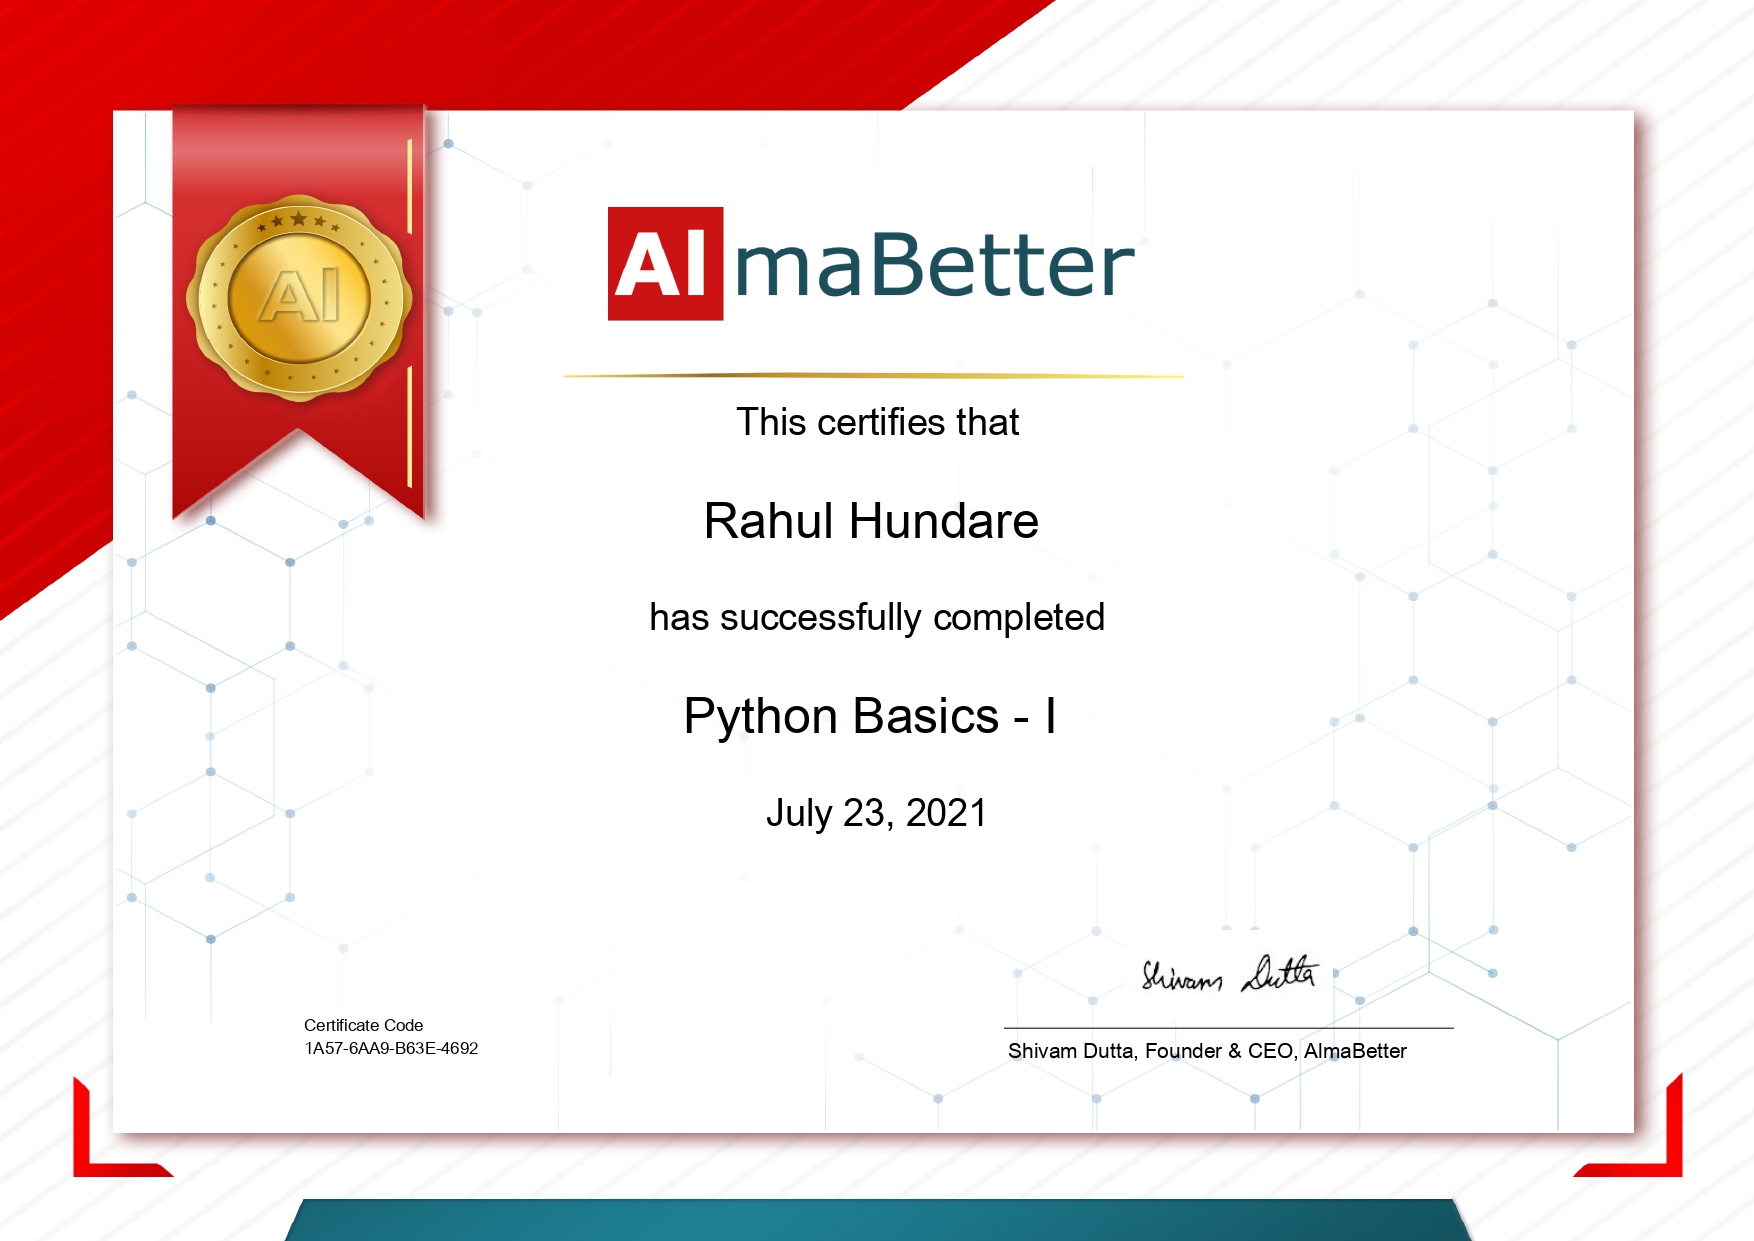 AlmaBetter
AI
This certifies that
Rahul Hundare
has successfully completed
Python Basics - I
July 23, 2021
Shivam Dutta
Certificate Code
1A57-6AA9-B63E-4692
Shivam Dutta, Founder & CEO, AlmaBetter